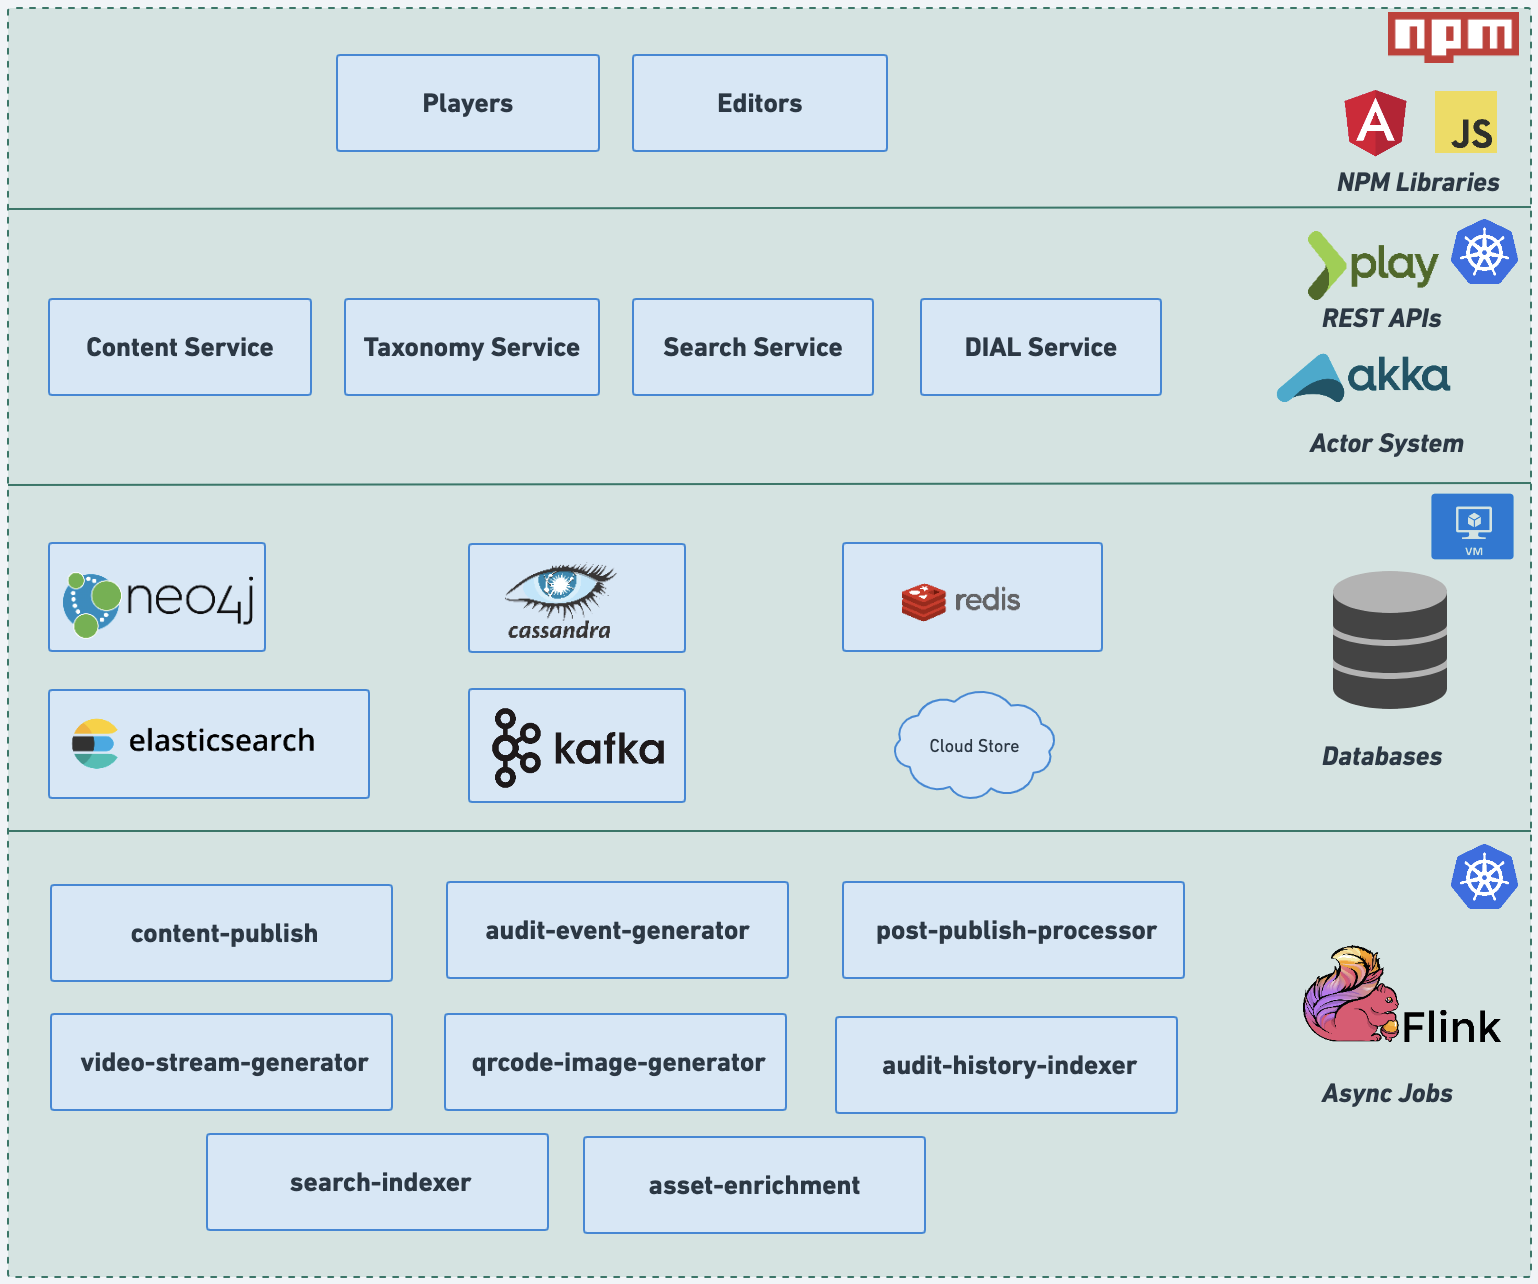 npm
Players
Editors
JS
NPM Libraries
play
REST APIs
Content Service
Taxonomy Service
Search Service
DIAL Service
akka
Actor System
VM
neo4j
cassandra
redis
elasticsearch
kafka
Cloud Store
Databases
content-publish
audit-event-generator
post-publish-processor
Flink
video-stream-generator
qrcode-image-generator
audit-history-indexer
Async Jobs
search-indexer
asset-enrichment